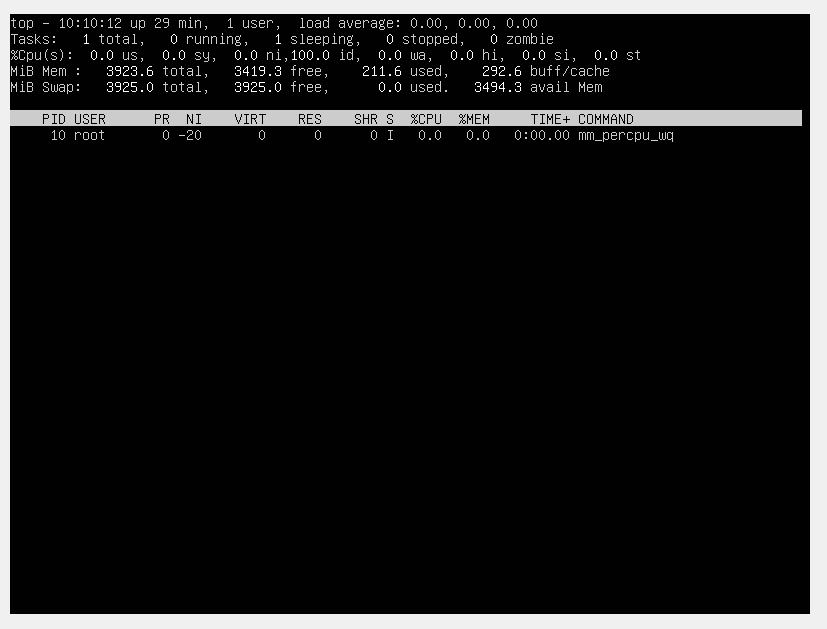 top - 10:10:12 up 29 min,  1 user,  load average: 0.00, 0.00, 0.00
Tasks:   1 total,   0 running,   1 sleeping,   0 stopped,   0 zombie
%Cpu(s):  0.0 us,  0.0 sy,  0.0 ni,100.0 id,  0.0 wa,  0.0 hi,  0.0 si,  0.0 st
MiB Mem :   3923.6 total,   3419.3 free,    211.6 used,    292.6 buff/cache
MiB Swap:   3925.0 total,   3925.0 free,      0.0 used.   3494.3 avail Mem
PID USER      PR  NI    VIRT    RES    SHR S  %CPU  %MEM     TIME+ COMMAND
10 root       0 -20       0      0      0 I   0.0   0.0   0:00.00 mm_percpu_wq